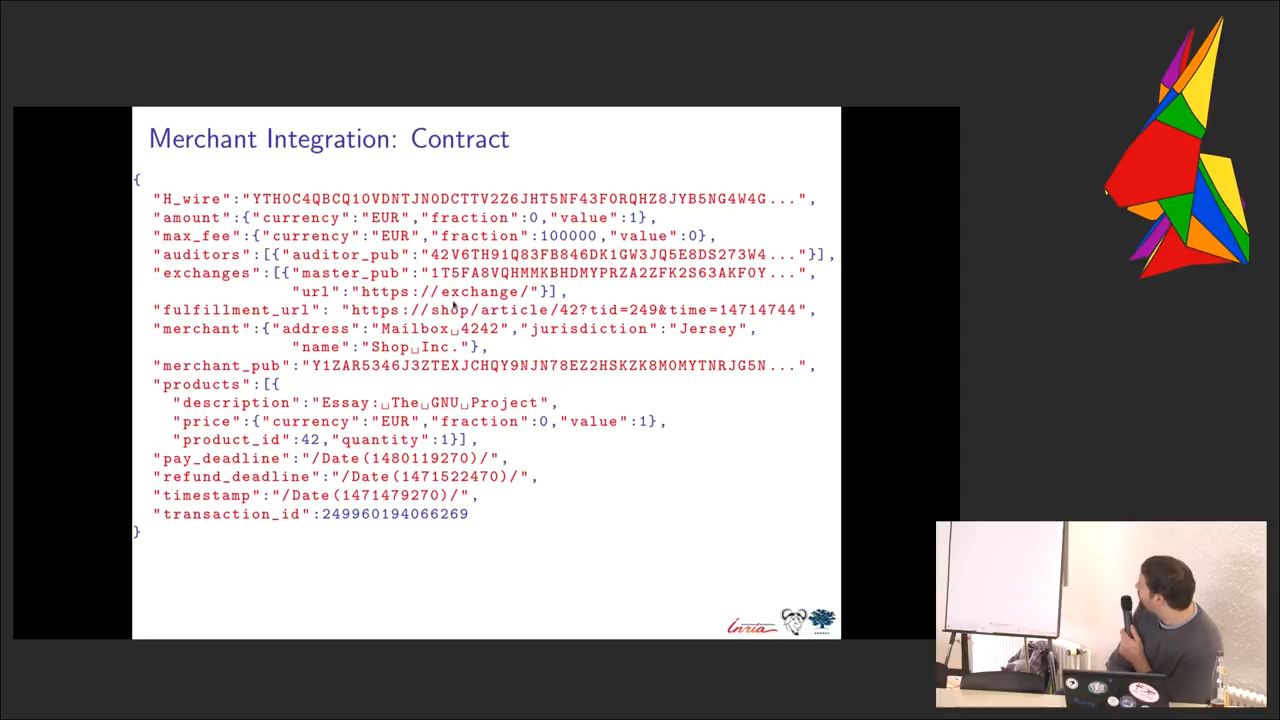 Merchant Integration: Contract
{
"H_wire":"YTH0C4QBCQ10VDNTJN0DCTTV2Z6JHT5NF43F0RQHZ8JYB5NG4W4G...",
"amount":{"currency":"EUR","fraction":0,"value":1},
"max_fee":{"currency":"EUR","fraction":100000,"value":0},
"auditors":[{"auditor_pub":"42V6TH91Q83FB846DK1GW3JQ5E8DS273W4..."}],
"exchanges":[{"master_pub":"1T5FA8VQHMMKBHDMYPRZA2ZFK2S63AKF0Y...",
"url":"https://exchange/"}],
"fulfillment_url": "https://shop/article/42?tid=249&time=14714744",
"merchant":{"address":"Mailbox␣4242","jurisdiction":"Jersey",
"name":"Shop␣Inc."},
"merchant_pub":"Y1ZAR5346J3ZTEXJCHQY9NJN78EZ2HSKZK8M0MYTNRJG5N...",
"products":[{
"description":"Essay:␣The␣GNU␣Project",
"price":{"currency":"EUR","fraction":0,"value":1},
"product_id":42,"quantity":1}],
"pay_deadline":"/Date(1480119270)/",
"refund_deadline":"/Date(1471522470)/",
"timestamp":"/Date(1471479270)/",
"transaction_id":249960194066269
}
Inria